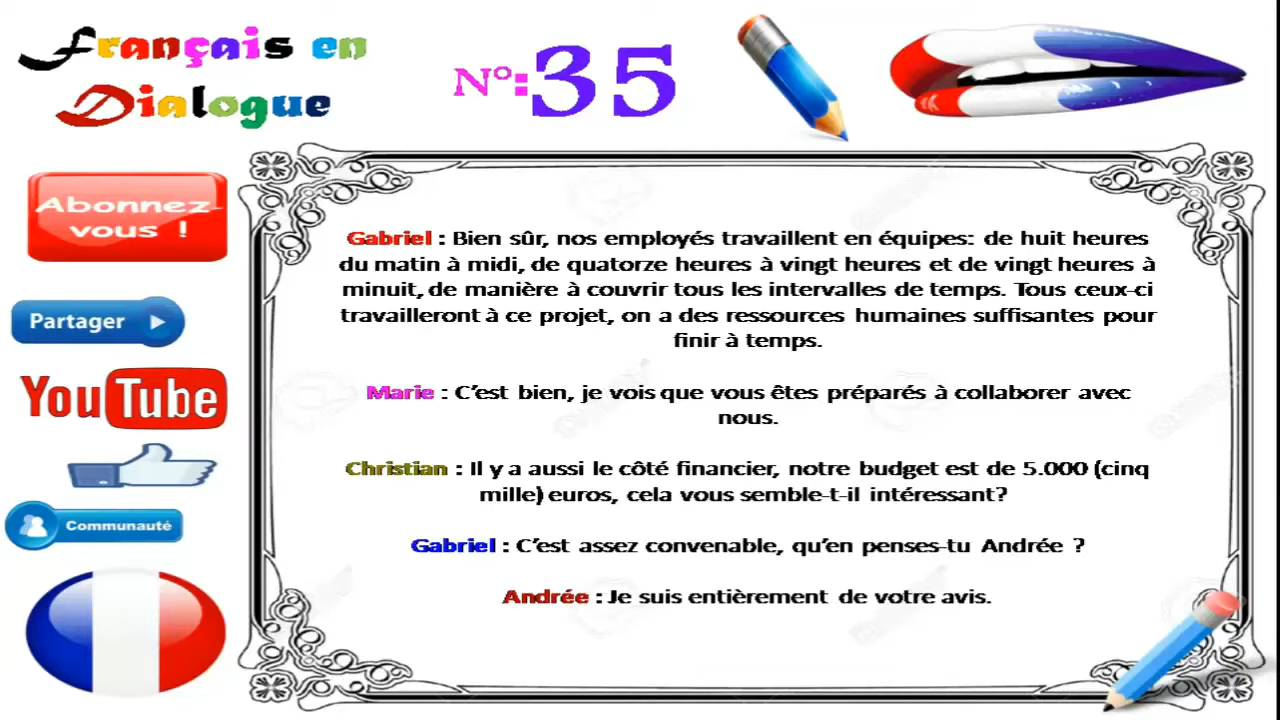 Français en
Dialogue
N°:35
Abonnez-
vous !
Partager
YouTube
Communauté
Gabriel : Bien sûr, nos employés travaillent en équipes: de huit heures
du matin à midi, de quatorze heures à vingt heures et de vingt heures à
minuit, de manière à couvrir tous les intervalles de temps. Tous ceux-ci
travailleront à ce projet, on a des ressources humaines suffisantes pour
finir à temps.
Marie : C’est bien, je vois que vous êtes préparés à collaborer avec
nous.
Christian : Il y a aussi le côté financier, notre budget est de 5.000 (cinq
mille) euros, cela vous semble-t-il intéressant?
Gabriel : C’est assez convenable, qu’en penses-tu Andrée ?
Andrée : Je suis entièrement de votre avis.